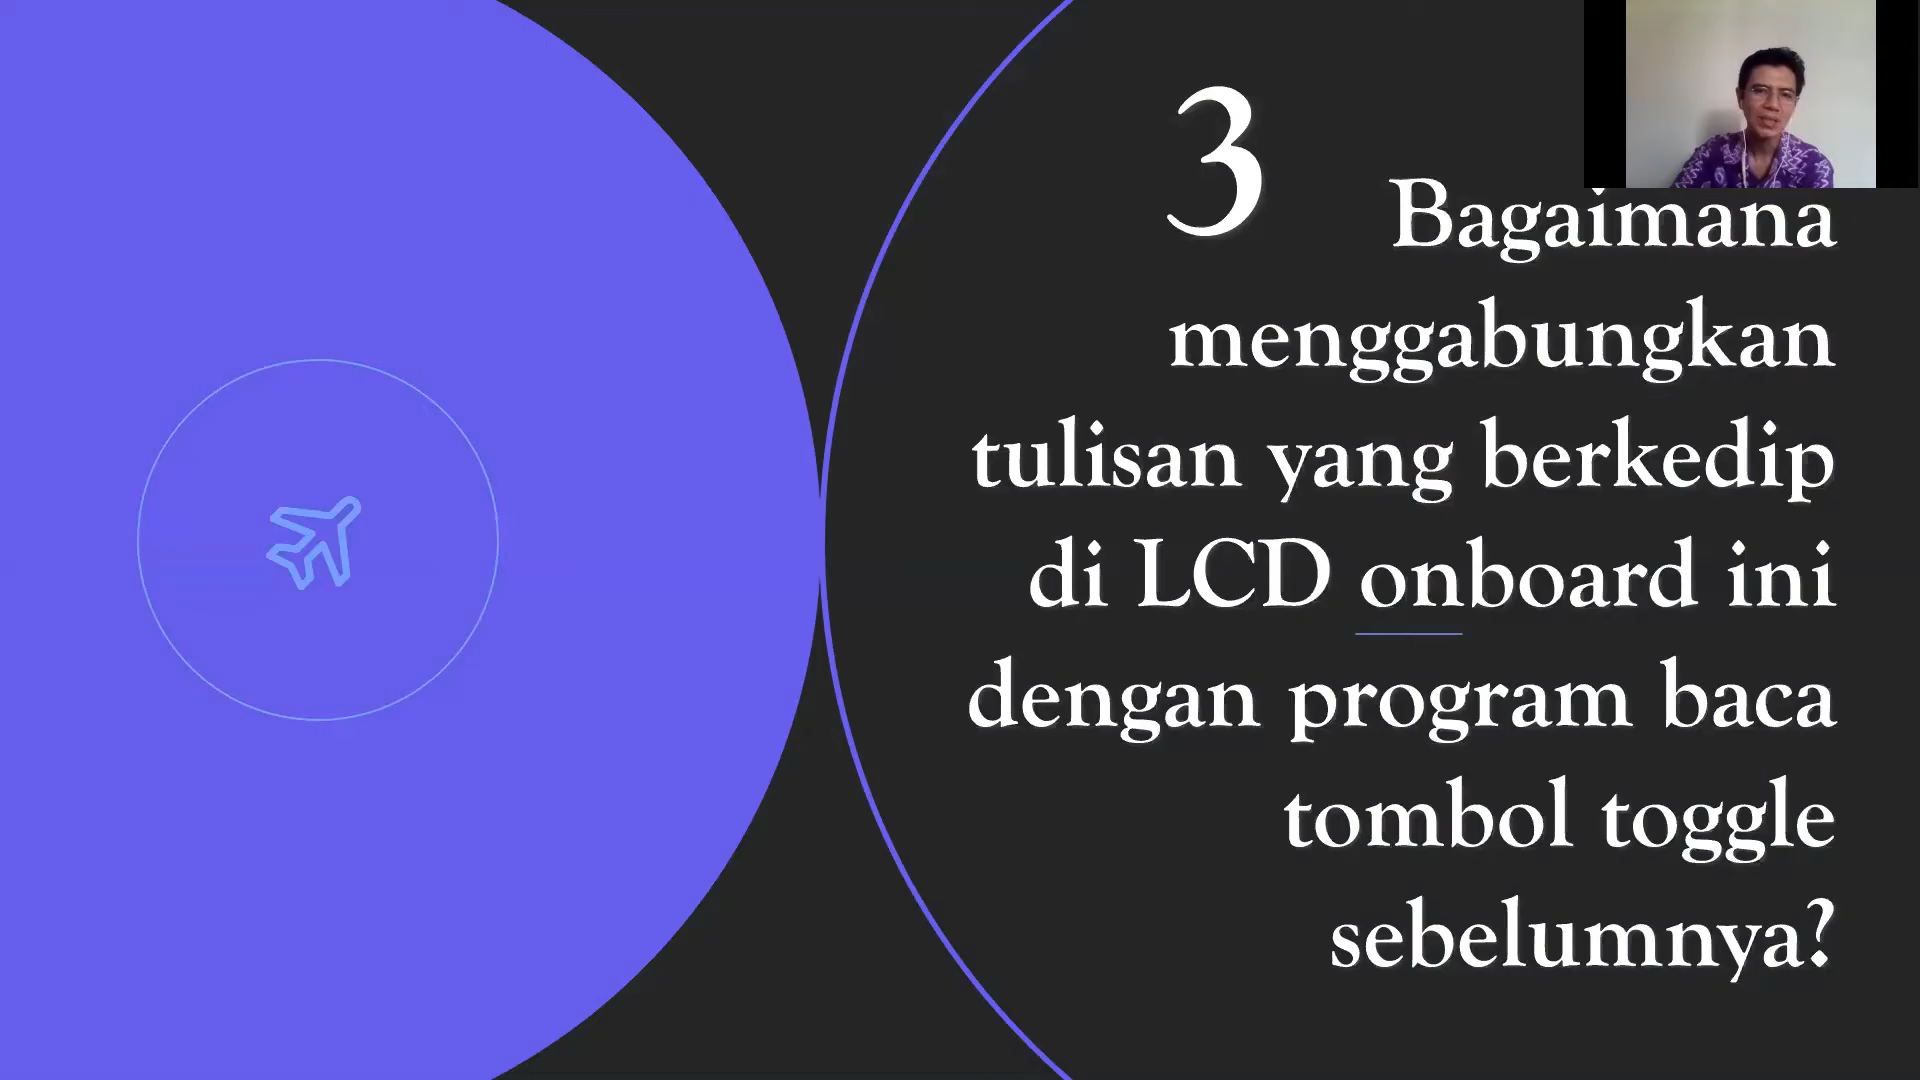 3
Bagaimana
menggabungkan
tulisan yang berkedip
di LCD onboard ini
dengan program baca
tombol toggle
sebelumnya?